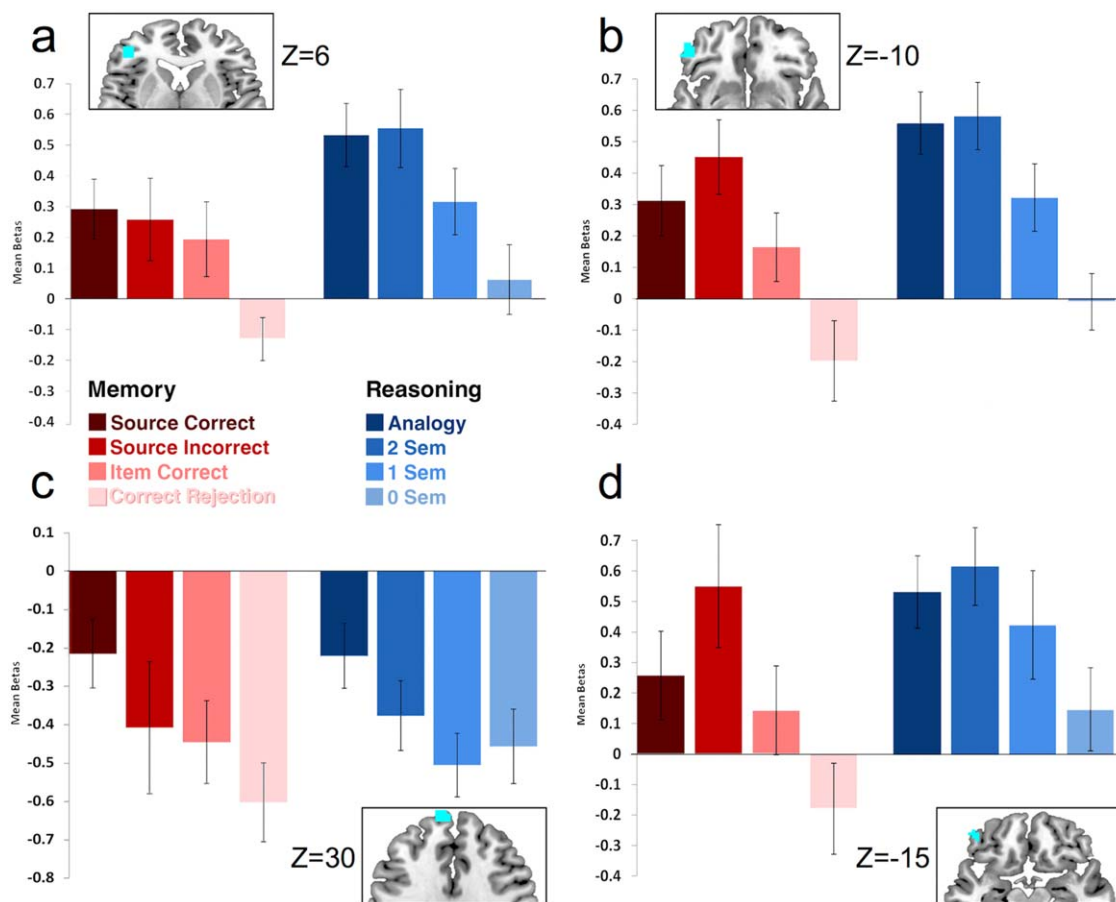 a
Z=6
0.7
0.6
0.5
0.4
0.3
0.2
0.1
0
-0.1
-0.2
-0.3
-0.4
Mean Betas
Memory
Source Correct
Source Incorrect
Item Correct
Correct Rejection
Reasoning
Analogy
2 Sem
1 Sem
0 Sem
b
Z=-10
0.7
0.6
0.5
0.4
0.3
0.2
0.1
0
-0.1
-0.2
-0.3
-0.4
Mean Betas
c
0.1
0
-0.1
-0.2
-0.3
-0.4
-0.5
-0.6
-0.7
-0.8
Mean Betas
Z=30
d
0.7
0.6
0.5
0.4
0.3
0.2
0.1
0
-0.1
-0.2
-0.3
-0.4
Mean Betas
Z=-15